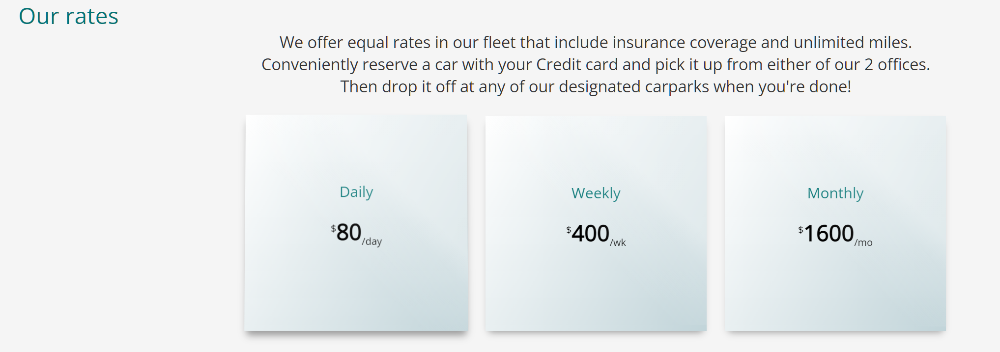 Our rates
We offer equal rates in our fleet that include insurance coverage and unlimited miles.
Conveniently reserve a car with your Credit card and pick it up from either of our 2 offices.
Then drop it off at any of our designated carparks when you're done!
Daily
$80/day
Weekly
$400/wk
Monthly
$1600/mo